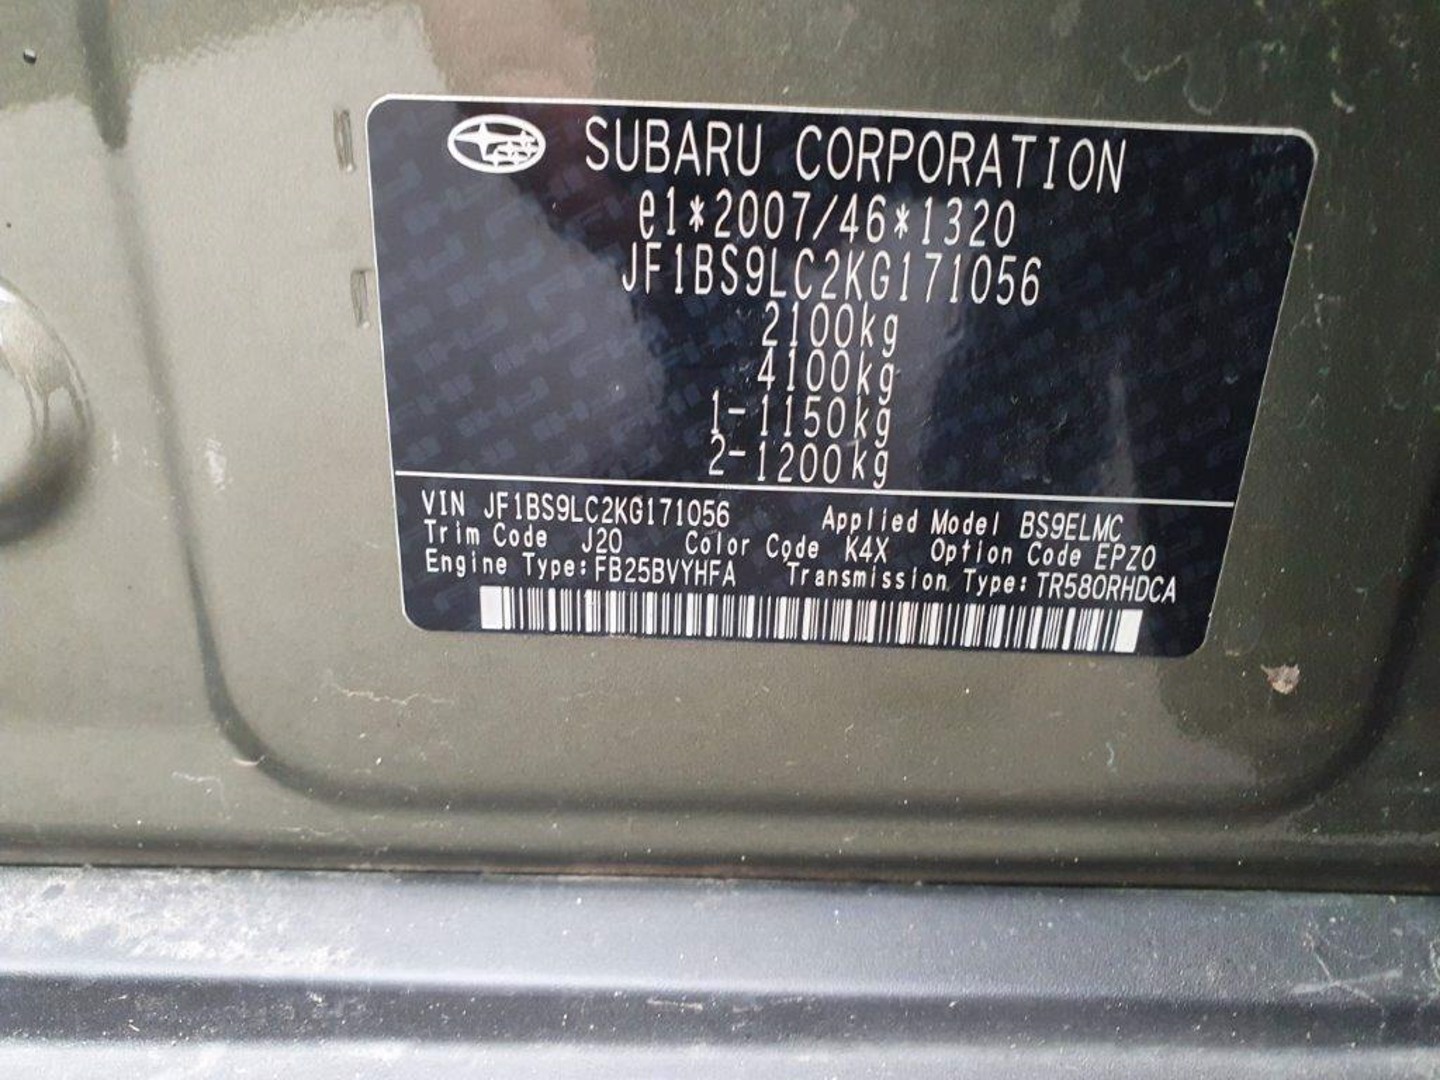 SUBARU CORPORATION
e1*2007/46*1320
JF1BS9LC2KG171056
2100kg
4100kg
1-1150kg
2-1200kg
VIN JF1BS9LC2KG171056 Applied Model BS9ELMC
Trim Code J20 Color Code K4X Option Code EPZO
Engine Type:FB25BVYHFA Transmission Type:TR580RHDCA